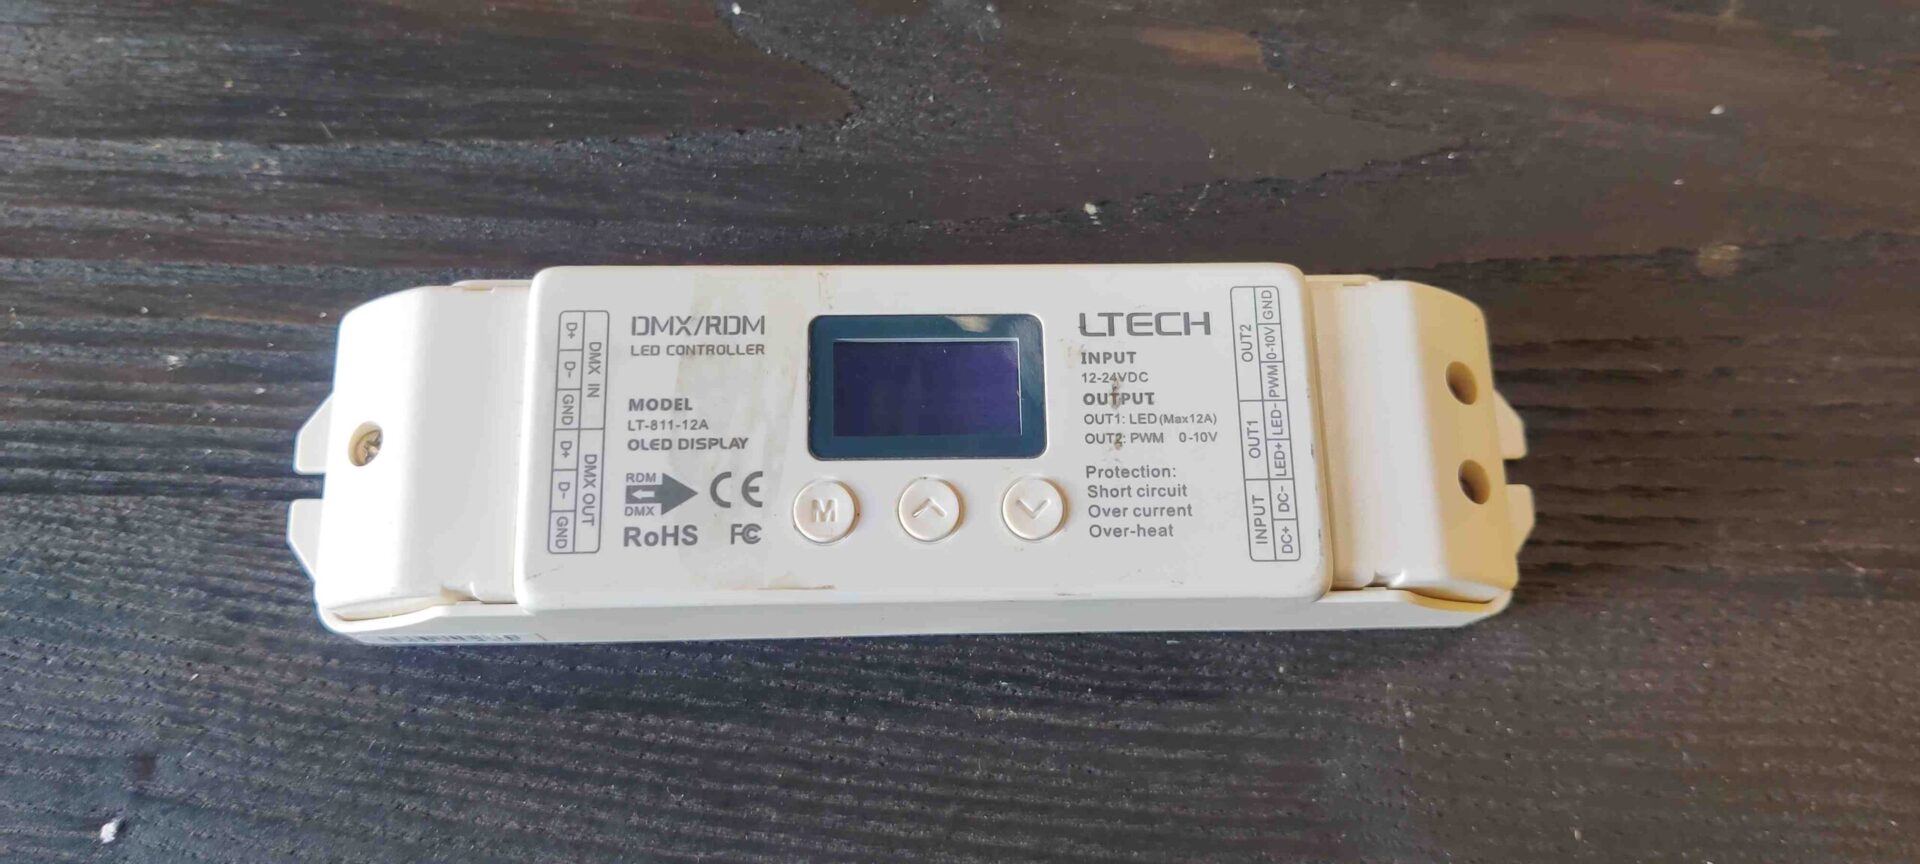 D+
D-
GND
DMX IN
D+
D-
GND
DMX OUT
DMX/RDM
LED CONTROLLER
MODEL
LT-811-12A
OLED DISPLAY
RDM
DMX
CE
RoHS
FC
M
LTECH
INPUT
12-24VDC
OUTPUT
OUT1: LED (Max12A)
OUT2: PWM 0-10V
Protection:
Short circuit
Over current
Over-heat
INPUT
OUT1
OUT2
DC+
DC-
LED+
LED-
PWM
0-10V
GND